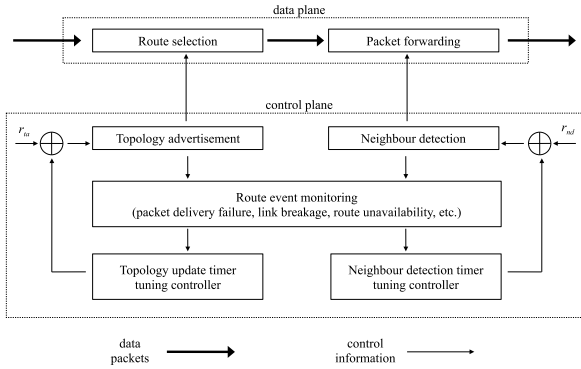 data plane
Route selection
Packet forwarding
control plane
r_ta
Topology advertisement
Neighbour detection
r_nd
Route event monitoring
(packet delivery failure, link breakage, route unavailability, etc.)
Topology update timer
tuning controller
Neighbour detection timer
tuning controller
data
packets
control
information